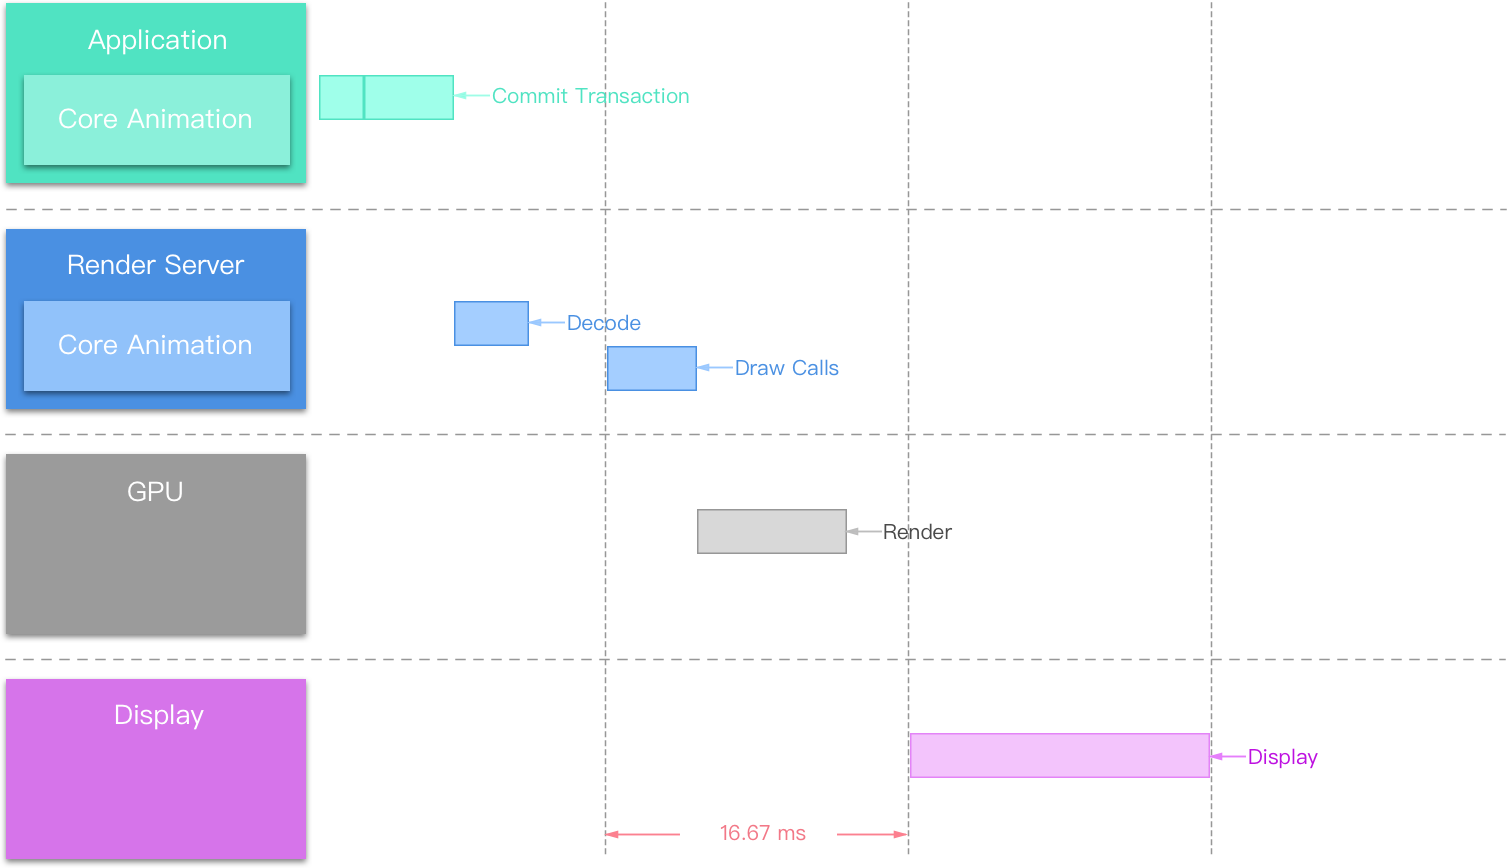 Application
Core Animation
Commit Transaction
Render Server
Core Animation
Decode
Draw Calls
GPU
Render
Display
Display
16.67 ms